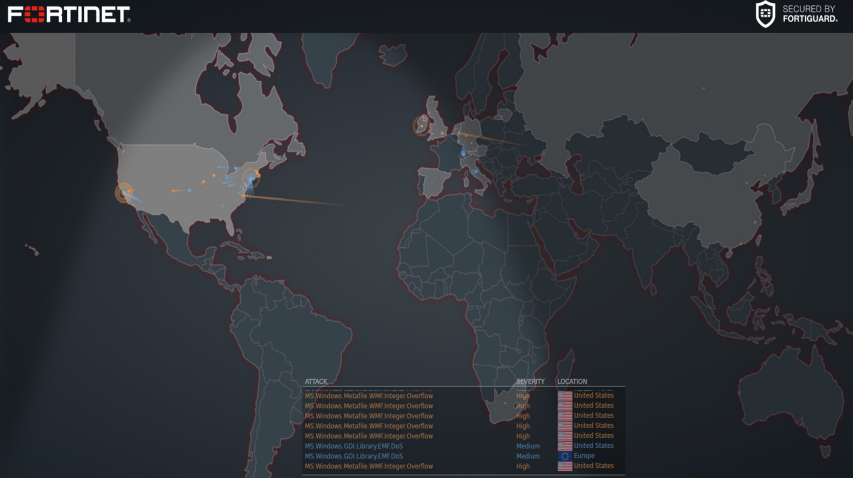 FORTINET.
SECURED BY
FORTIGUARD.
ATTACK SEVERITY LOCATION
MS.Windows.Metafile.WMF.Integer.Overflow High United States
MS.Windows.Metafile.WMF.Integer.Overflow High United States
MS.Windows.Metafile.WMF.Integer.Overflow High United States
MS.Windows.Metafile.WMF.Integer.Overflow High United States
MS.Windows.Metafile.WMF.Integer.Overflow High United States
MS.Windows.GDI.Library.EMF.DoS Medium United States
MS.Windows.GDI.Library.EMF.DoS Medium Europe
MS.Windows.Metafile.WMF.Integer.Overflow High United States